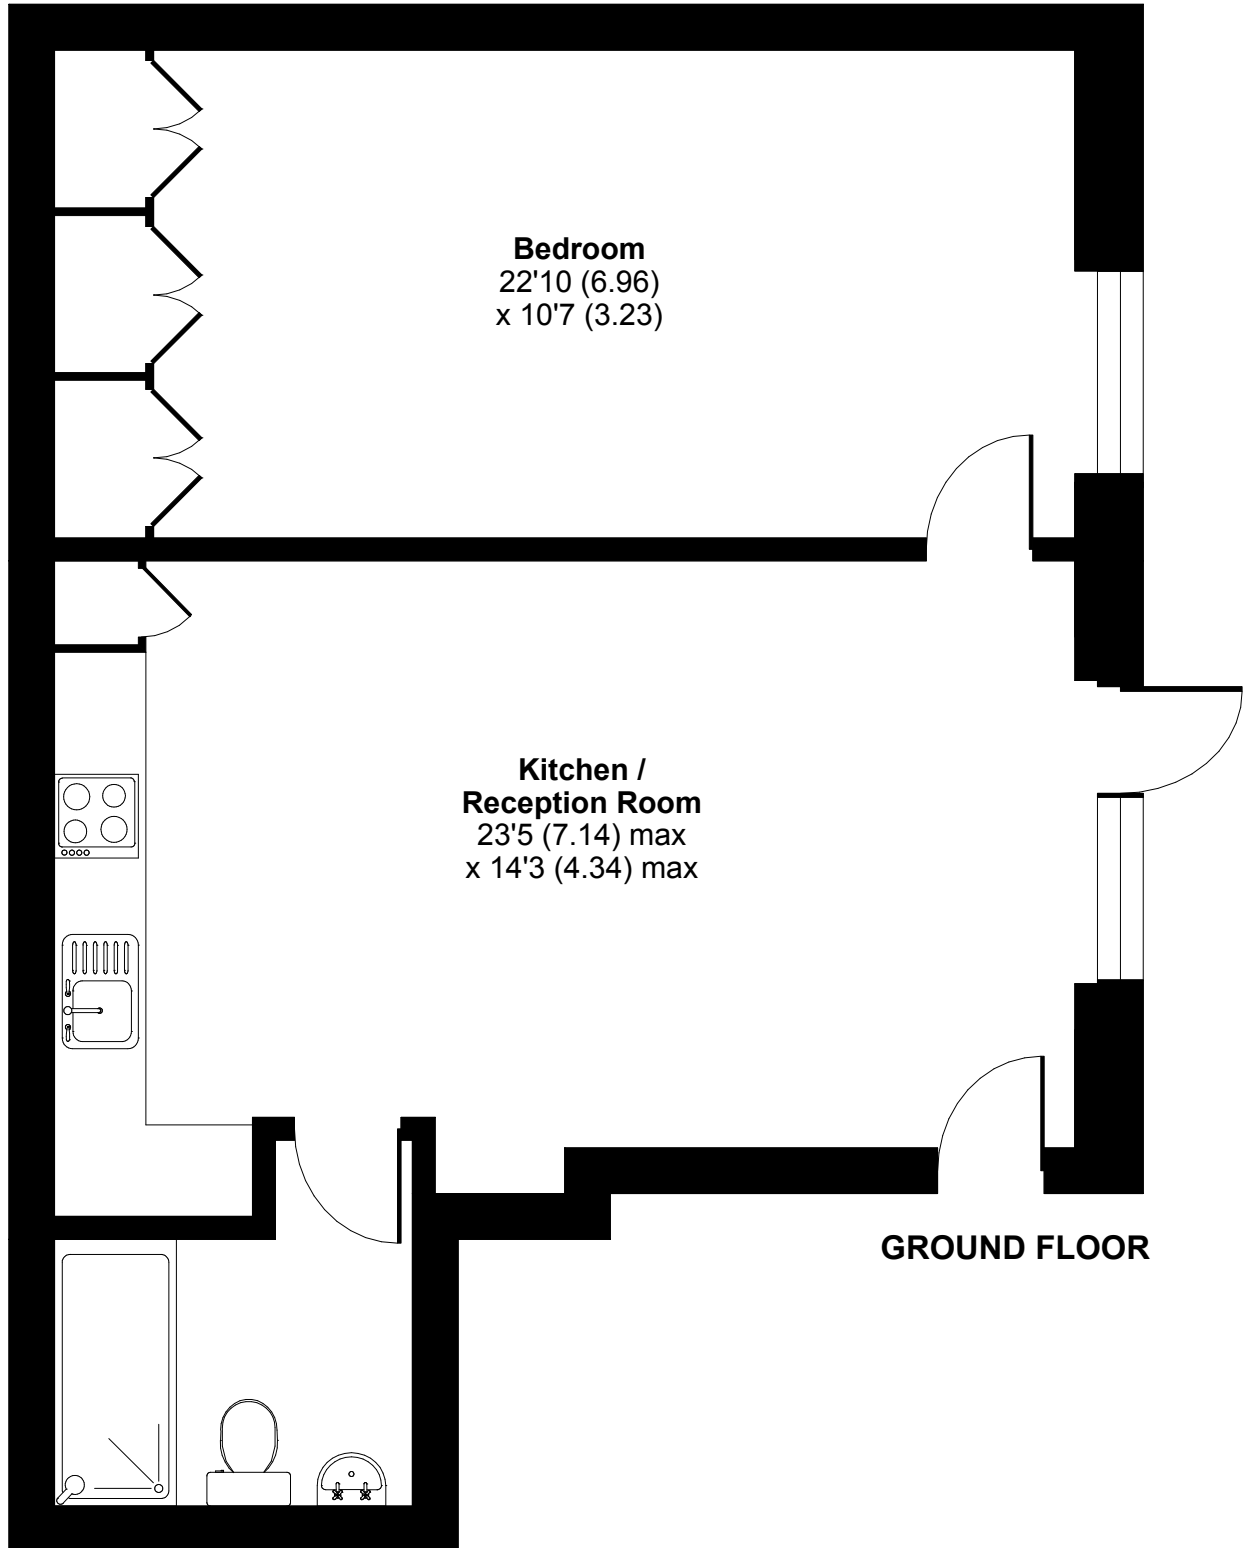 Bedroom
22'10 (6.96)
x 10'7 (3.23)
Kitchen /
Reception Room
23'5 (7.14) max
x 14'3 (4.34) max
GROUND FLOOR